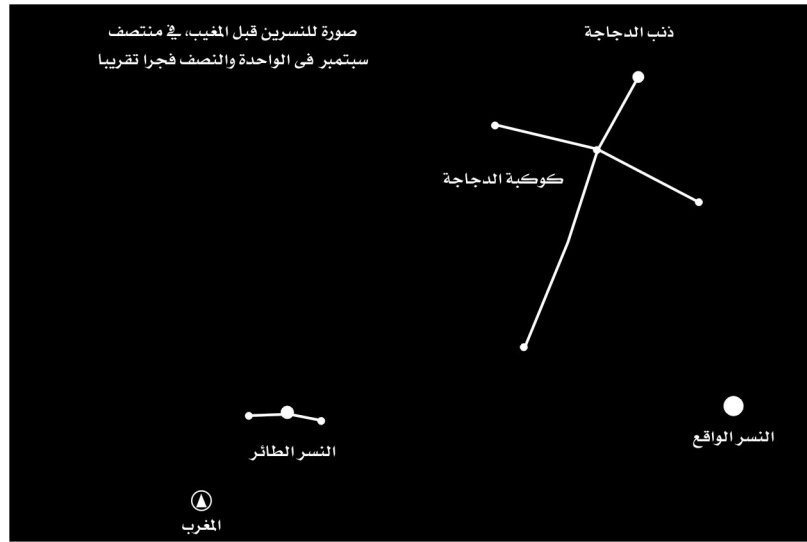 صورة للنسرين قبل المغيب، في منتصف
سبتمبر فى الواحدة والنصف فجرا تقريبا
ذنب الدجاجة
كوكبة الدجاجة
النسر الواقع
النسر الطائر
المغرب